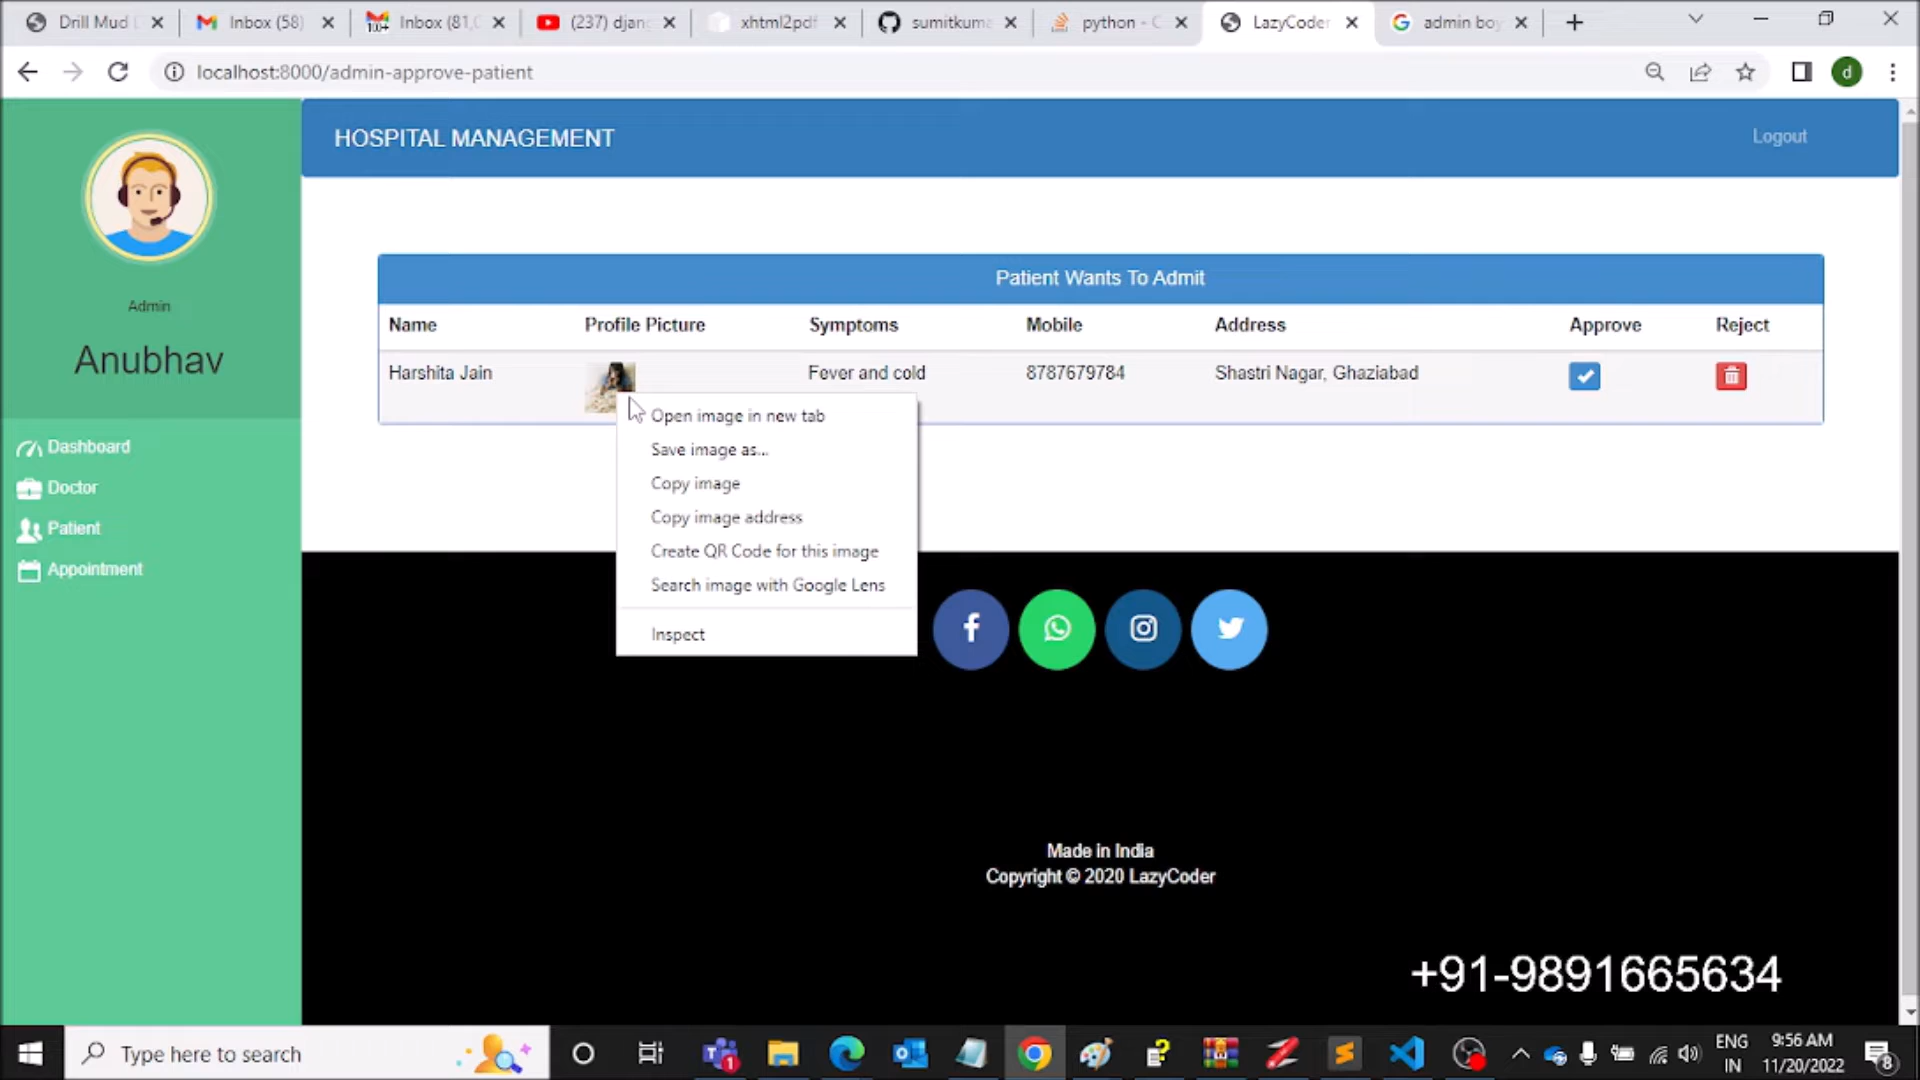 Drill Mud
Inbox (58)
Inbox (81,
(237) djan
xhtml2pdf
sumitkum
python - C
LazyCoder
admin boy
localhost:8000/admin-approve-patient
d
HOSPITAL MANAGEMENT
Logout
Admin
Anubhav
Dashboard
Doctor
Patient
Appointment
Patient Wants To Admit
Name Profile Picture Symptoms Mobile Address Approve Reject
Harshita Jain Fever and cold 8787679784 Shastri Nagar, Ghaziabad
Open image in new tab
Save image as...
Copy image
Copy image address
Create QR Code for this image
Search image with Google Lens
Inspect
Made in India
Copyright © 2020 LazyCoder
+91-9891665634
Type here to search
ENG
IN
9:56 AM
11/20/2022
8